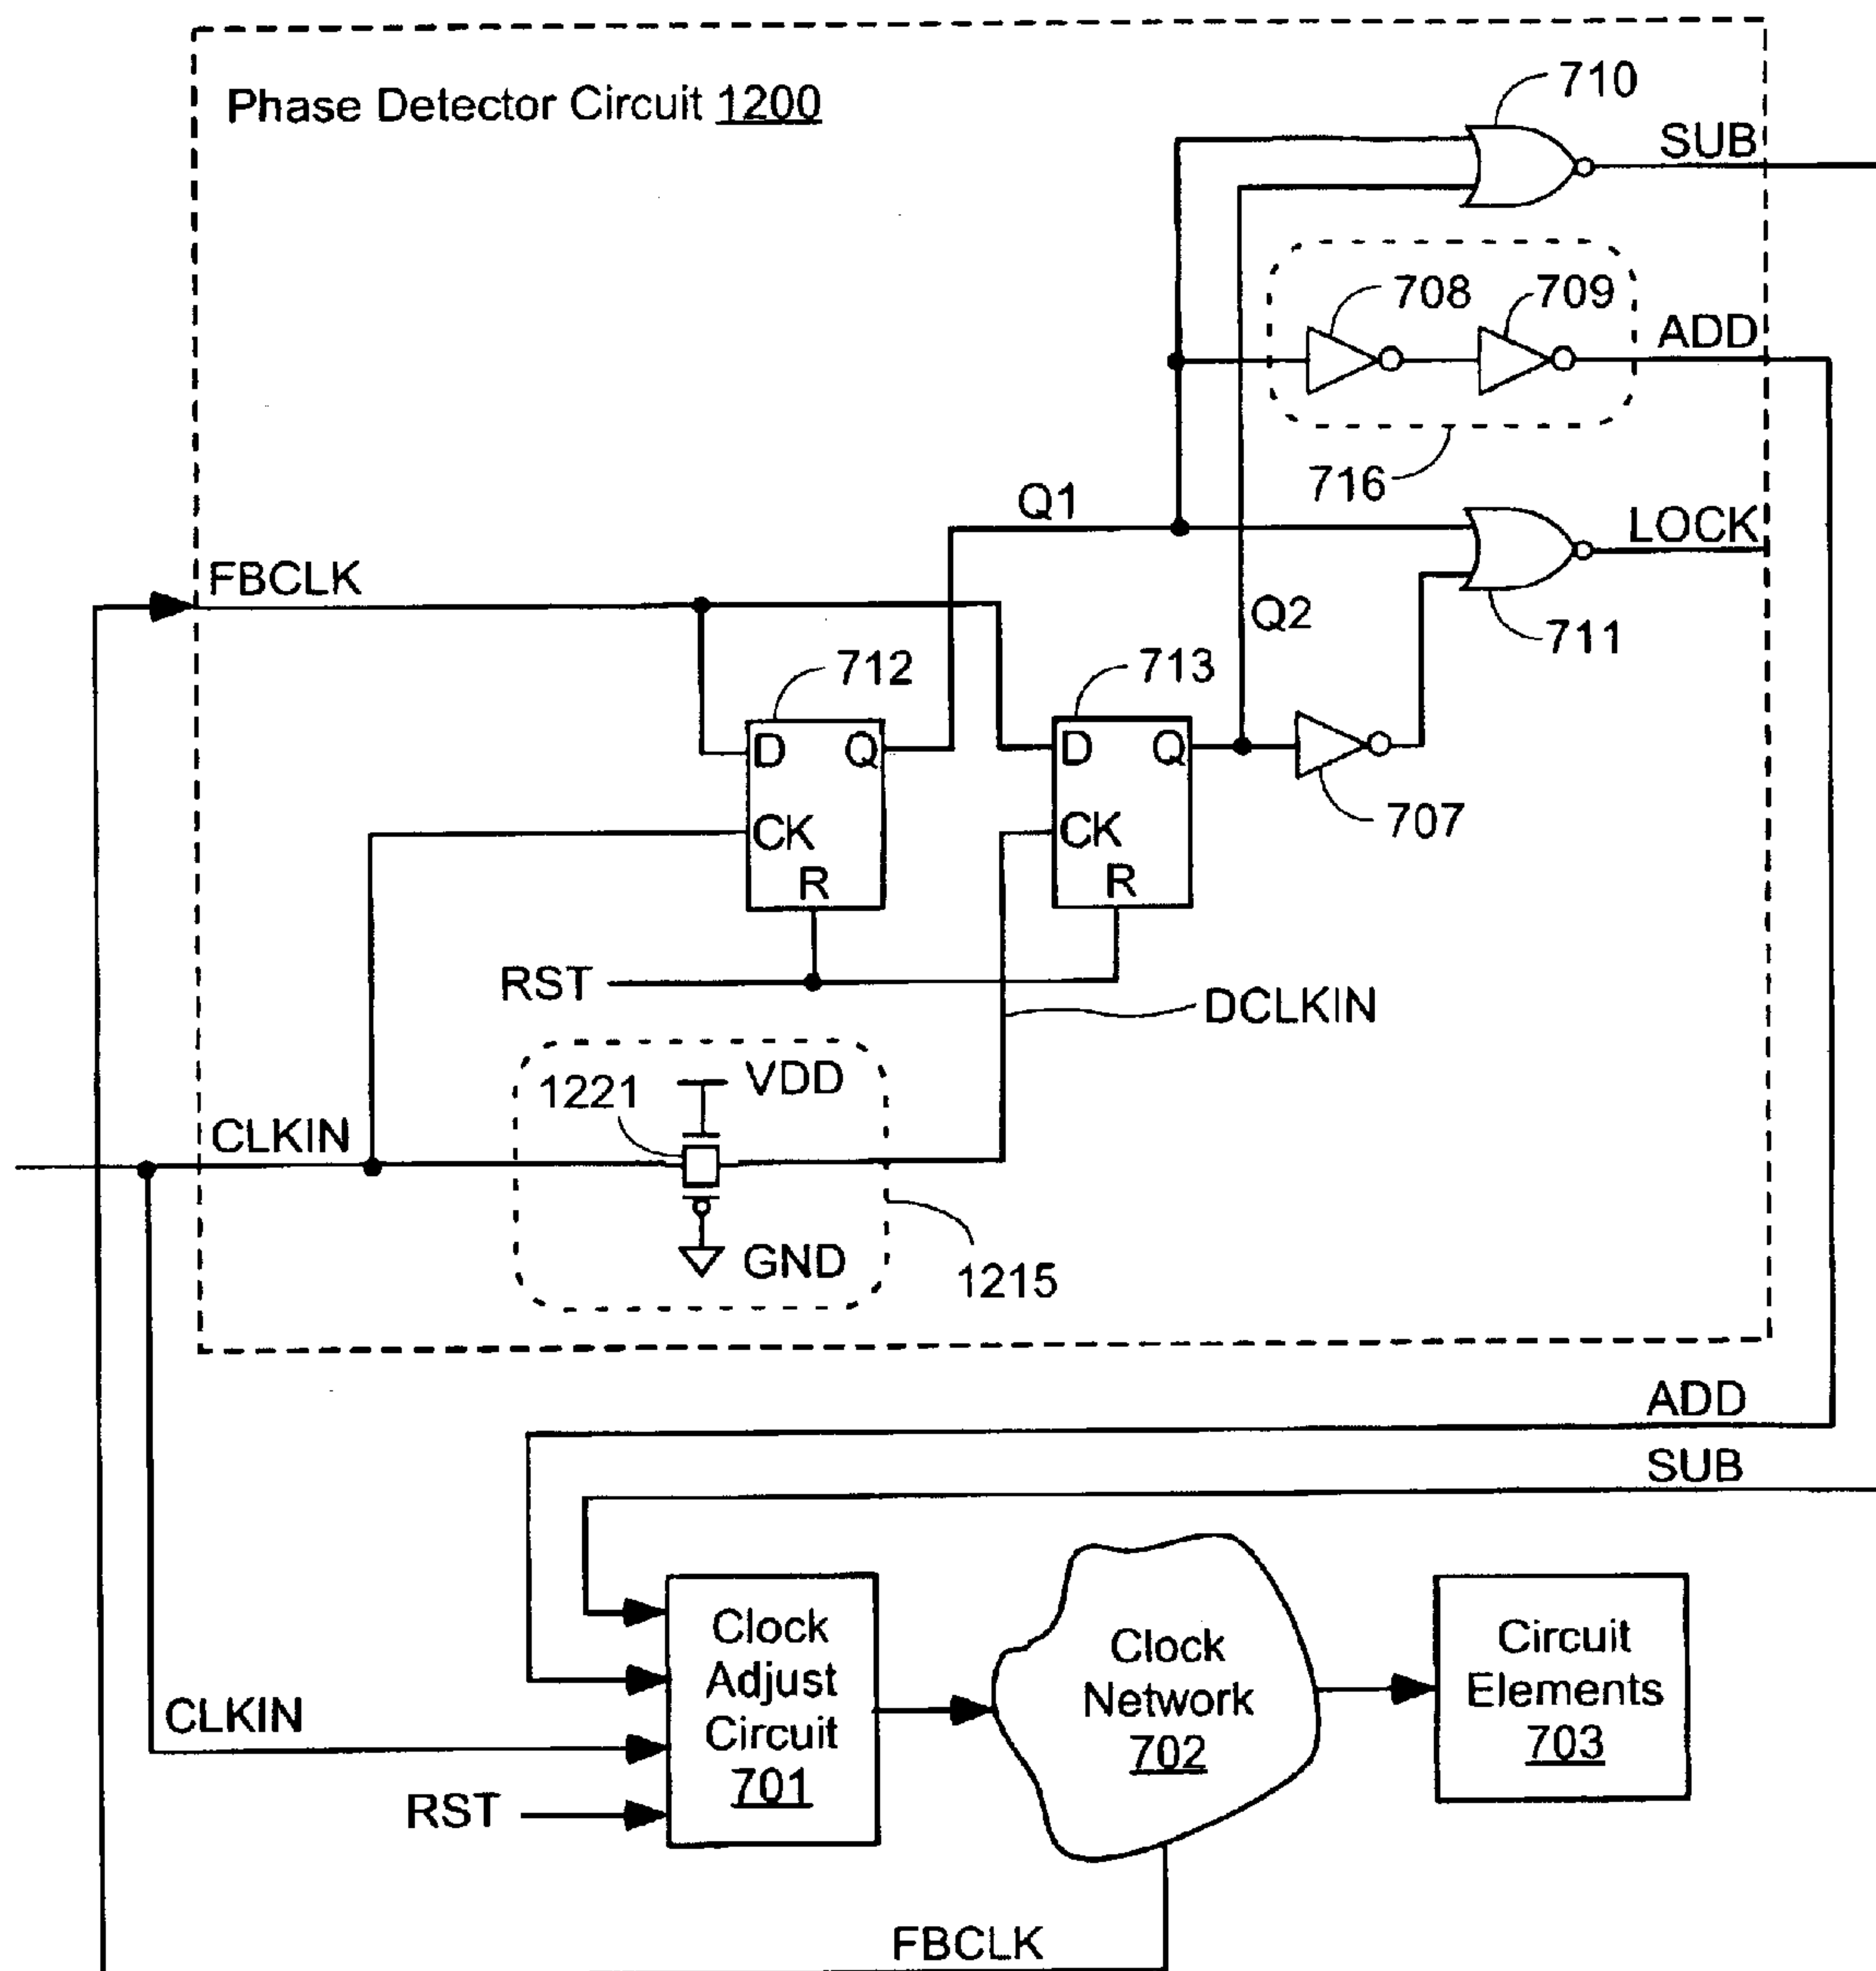 Phase Detector Circuit 1200
710
SUB
708
709
ADD
716
Q1
LOCK
FBCLK
Q2
711
712
713
D Q
CK
R
D Q
CK
R
707
RST
DCLKIN
1221
VDD
CLKIN
GND
1215
ADD
SUB
Clock
Adjust
Circuit
701
Clock
Network
702
Circuit
Elements
703
CLKIN
RST
FBCLK